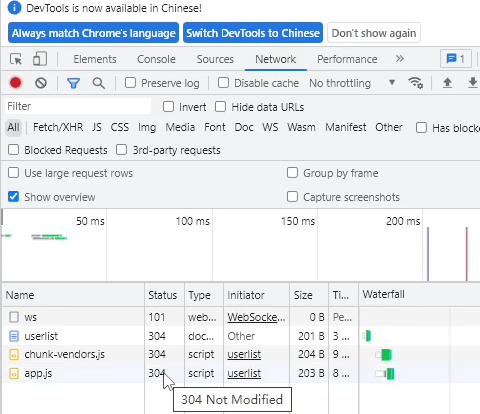 DevTools is now available in Chinese!
Always match Chrome's language Switch DevTools to Chinese Don't show again
Elements Console Sources Network Performance » 1
Preserve log Disable cache No throttling
Filter Invert Hide data URLs
All Fetch/XHR JS CSS Img Media Font Doc WS Wasm Manifest Other Has blocke
Blocked Requests 3rd-party requests
Use large request rows Group by frame
Show overview Capture screenshots
50 ms 100 ms 150 ms 200 ms
Name Status Type Initiator Size Ti... Waterfall
ws 101 web... WebSocke... 0 B Pe...
userlist 304 doc... Other 201 B 3 ...
chunk-vendors.js 304 script userlist 204 B 9 ...
app.js 304 script userlist 203 B 8 ...
304 Not Modified